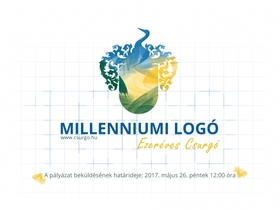 MILLENNIUMI LOGÓ
www.csurgo.hu
Ezeréves Csurgó
A pályázat beküldésének határideje: 2017. május 26. péntek 12:00 óra